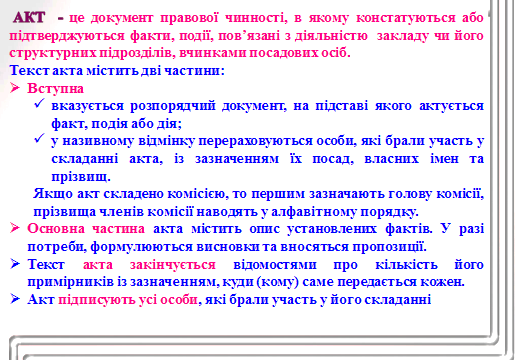 АКТ - це документ правової чинності, в якому констатуються або
підтверджуються факти, події, пов’язані з діяльністю закладу чи його
структурних підрозділів, вчинками посадових осіб.
Текст акта містить дві частини:
➢ Вступна
✓ вказується розпорядчий документ, на підставі якого актується
факт, подія або дія;
✓ у називному відмінку перераховуються особи, які брали участь у
складанні акта, із зазначенням їх посад, власних імен та
прізвищ.
Якщо акт складено комісією, то першим зазначають голову комісії,
прізвища членів комісії наводять у алфавітному порядку.
➢ Основна частина акта містить опис установлених фактів. У разі
потреби, формулюються висновки та вносяться пропозиції.
➢ Текст акта закінчується відомостями про кількість його
примірників із зазначенням, куди (кому) саме передається кожен.
➢ Акт підписують усі особи, які брали участь у його складанні